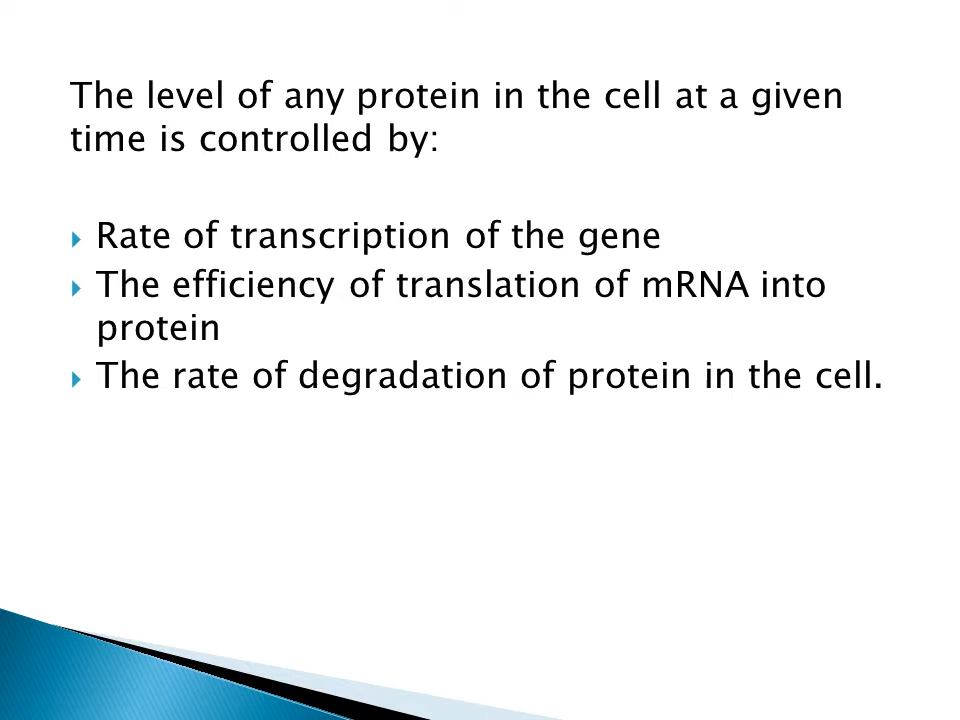 The level of any protein in the cell at a given
time is controlled by:
Rate of transcription of the gene
The efficiency of translation of mRNA into
protein
The rate of degradation of protein in the cell.